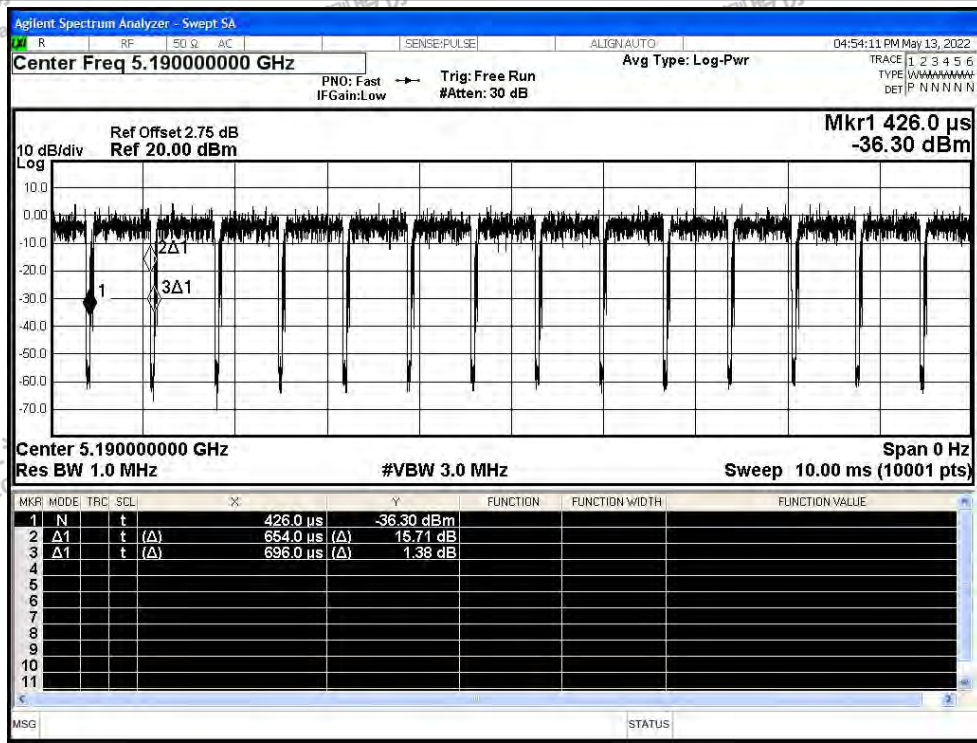 Agilent Spectrum Analyzer - Swept SA
R RF 50 Ω AC SENSE:PULSE ALIGNAUTO 04:54:11 PM May 13, 2022
Center Freq 5.190000000 GHz
PNO: Fast
IFGain:Low
Trig: Free Run
#Atten: 30 dB
Avg Type: Log-Pwr
TRACE 1 2 3 4 5 6
TYPE WWWWWW
DET P N N N N N
Mkr1 426.0 μs
-36.30 dBm
Ref Offset 2.75 dB
10 dB/div Ref 20.00 dBm
Log
10.0
0.00
-10.0
-20.0
-30.0
-40.0
-50.0
-60.0
-70.0
2Δ1
1
3Δ1
Center 5.190000000 GHz Span 0 Hz
Res BW 1.0 MHz #VBW 3.0 MHz Sweep 10.00 ms (10001 pts)
MKR MODE TRC SCL X Y FUNCTION FUNCTION WIDTH FUNCTION VALUE
1 N t 426.0 μs -36.30 dBm
2 Δ1 t (Δ) 654.0 μs (Δ) 15.71 dB
3 Δ1 t (Δ) 696.0 μs (Δ) 1.38 dB
4
5
6
7
8
9
10
11
MSG STATUS